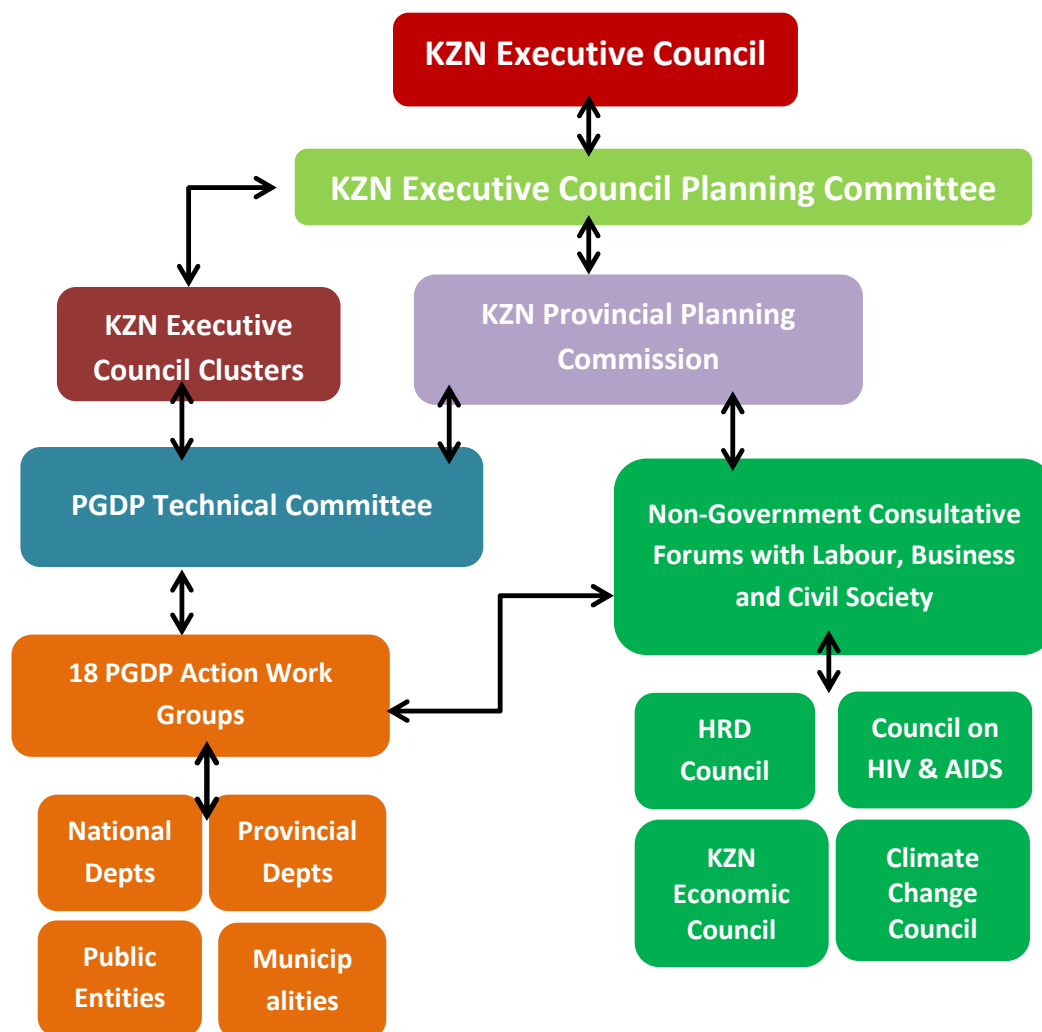 KZN Executive Council
KZN Executive Council Planning Committee
KZN Executive
Council Clusters
KZN Provincial Planning
Commission
PGDP Technical Committee
Non-Government Consultative
Forums with Labour, Business
and Civil Society
18 PGDP Action Work
Groups
HRD
Council
Council on
HIV & AIDS
National
Depts
Provincial
Depts
KZN
Economic
Council
Climate
Change
Council
Public
Entities
Municip
alities